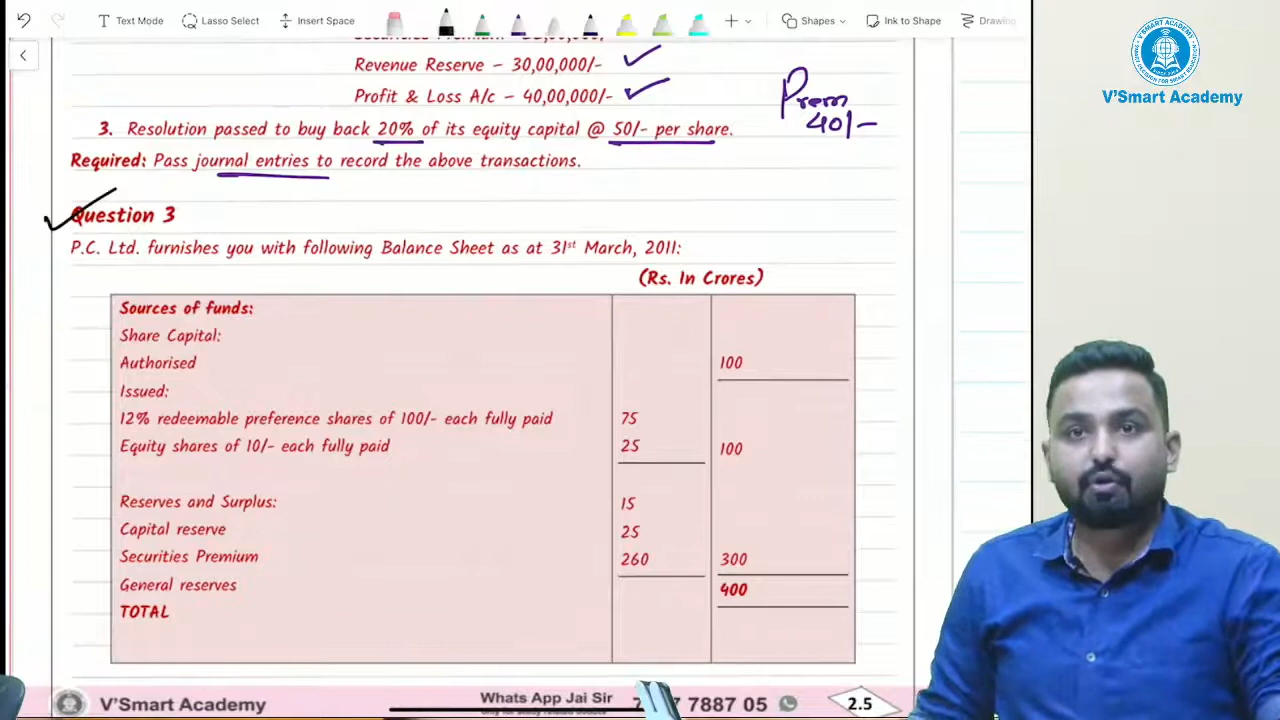 Text Mode Lasso Select Insert Space Shapes Ink to Shape Drawing
V'SMART ACADEMY
V'Smart Academy
Revenue Reserve – 30,00,000/-
Profit & Loss A/c – 40,00,000/-
Prem
40/-
3. Resolution passed to buy back 20% of its equity capital @ 50/- per share.
Required: Pass journal entries to record the above transactions.
Question 3
P.C. Ltd. furnishes you with following Balance Sheet as at 31st March, 2011:
(Rs. In Crores)
Sources of funds:
Share Capital:
Authorised 100
Issued:
12% redeemable preference shares of 100/- each fully paid 75
Equity shares of 10/- each fully paid 25 100
Reserves and Surplus: 15
Capital reserve 25
Securities Premium 260 300
General reserves 400
TOTAL
V'Smart Academy
Whats App Jai Sir
7887 05
2.5